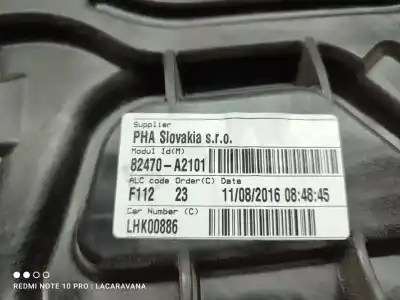 Supplier
PHA Slovakia s.r.o.
Modul Id(M)
82470-A2101
ALC code Order(C) Date
F112 23 11/08/2016 08:48:45
Car Number (C)
LHK00886
REDMI NOTE 10 PRO | LACARAVANA